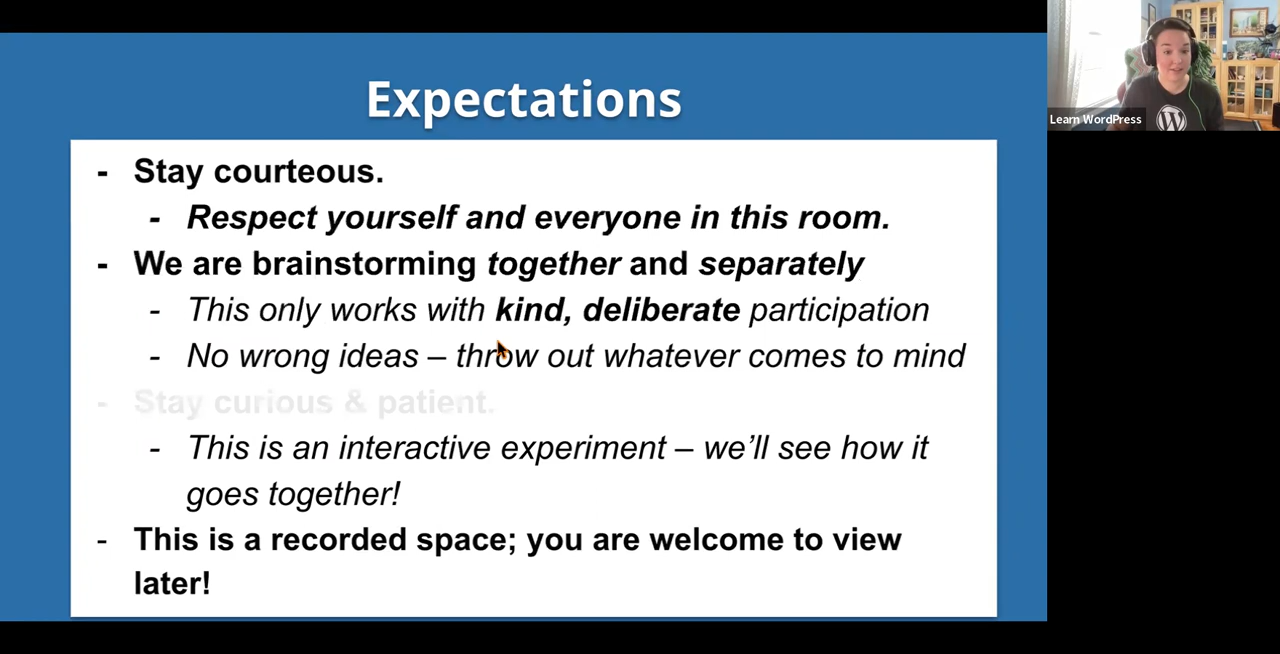 Expectations
- Stay courteous.
- Respect yourself and everyone in this room.
- We are brainstorming together and separately
- This only works with kind, deliberate participation
- No wrong ideas – throw out whatever comes to mind
- Stay curious & patient.
- This is an interactive experiment – we'll see how it
goes together!
- This is a recorded space; you are welcome to view
later!
Learn WordPress